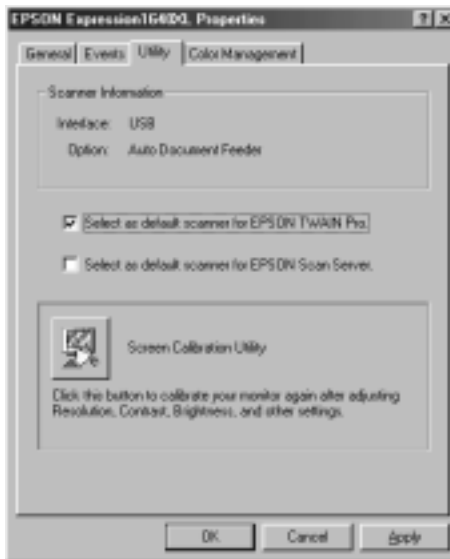 EPSON Expression1640XL Properties
General Events Utility Color Management
Scanner Information
Interface: USB
Option: Auto Document Feeder
Select as default scanner for EPSON TWAIN Pro.
Select as default scanner for EPSON Scan Server.
Screen Calibration Utility
Click this button to calibrate your monitor again after adjusting
Resolution, Contrast, Brightness, and other settings.
OK Cancel Apply